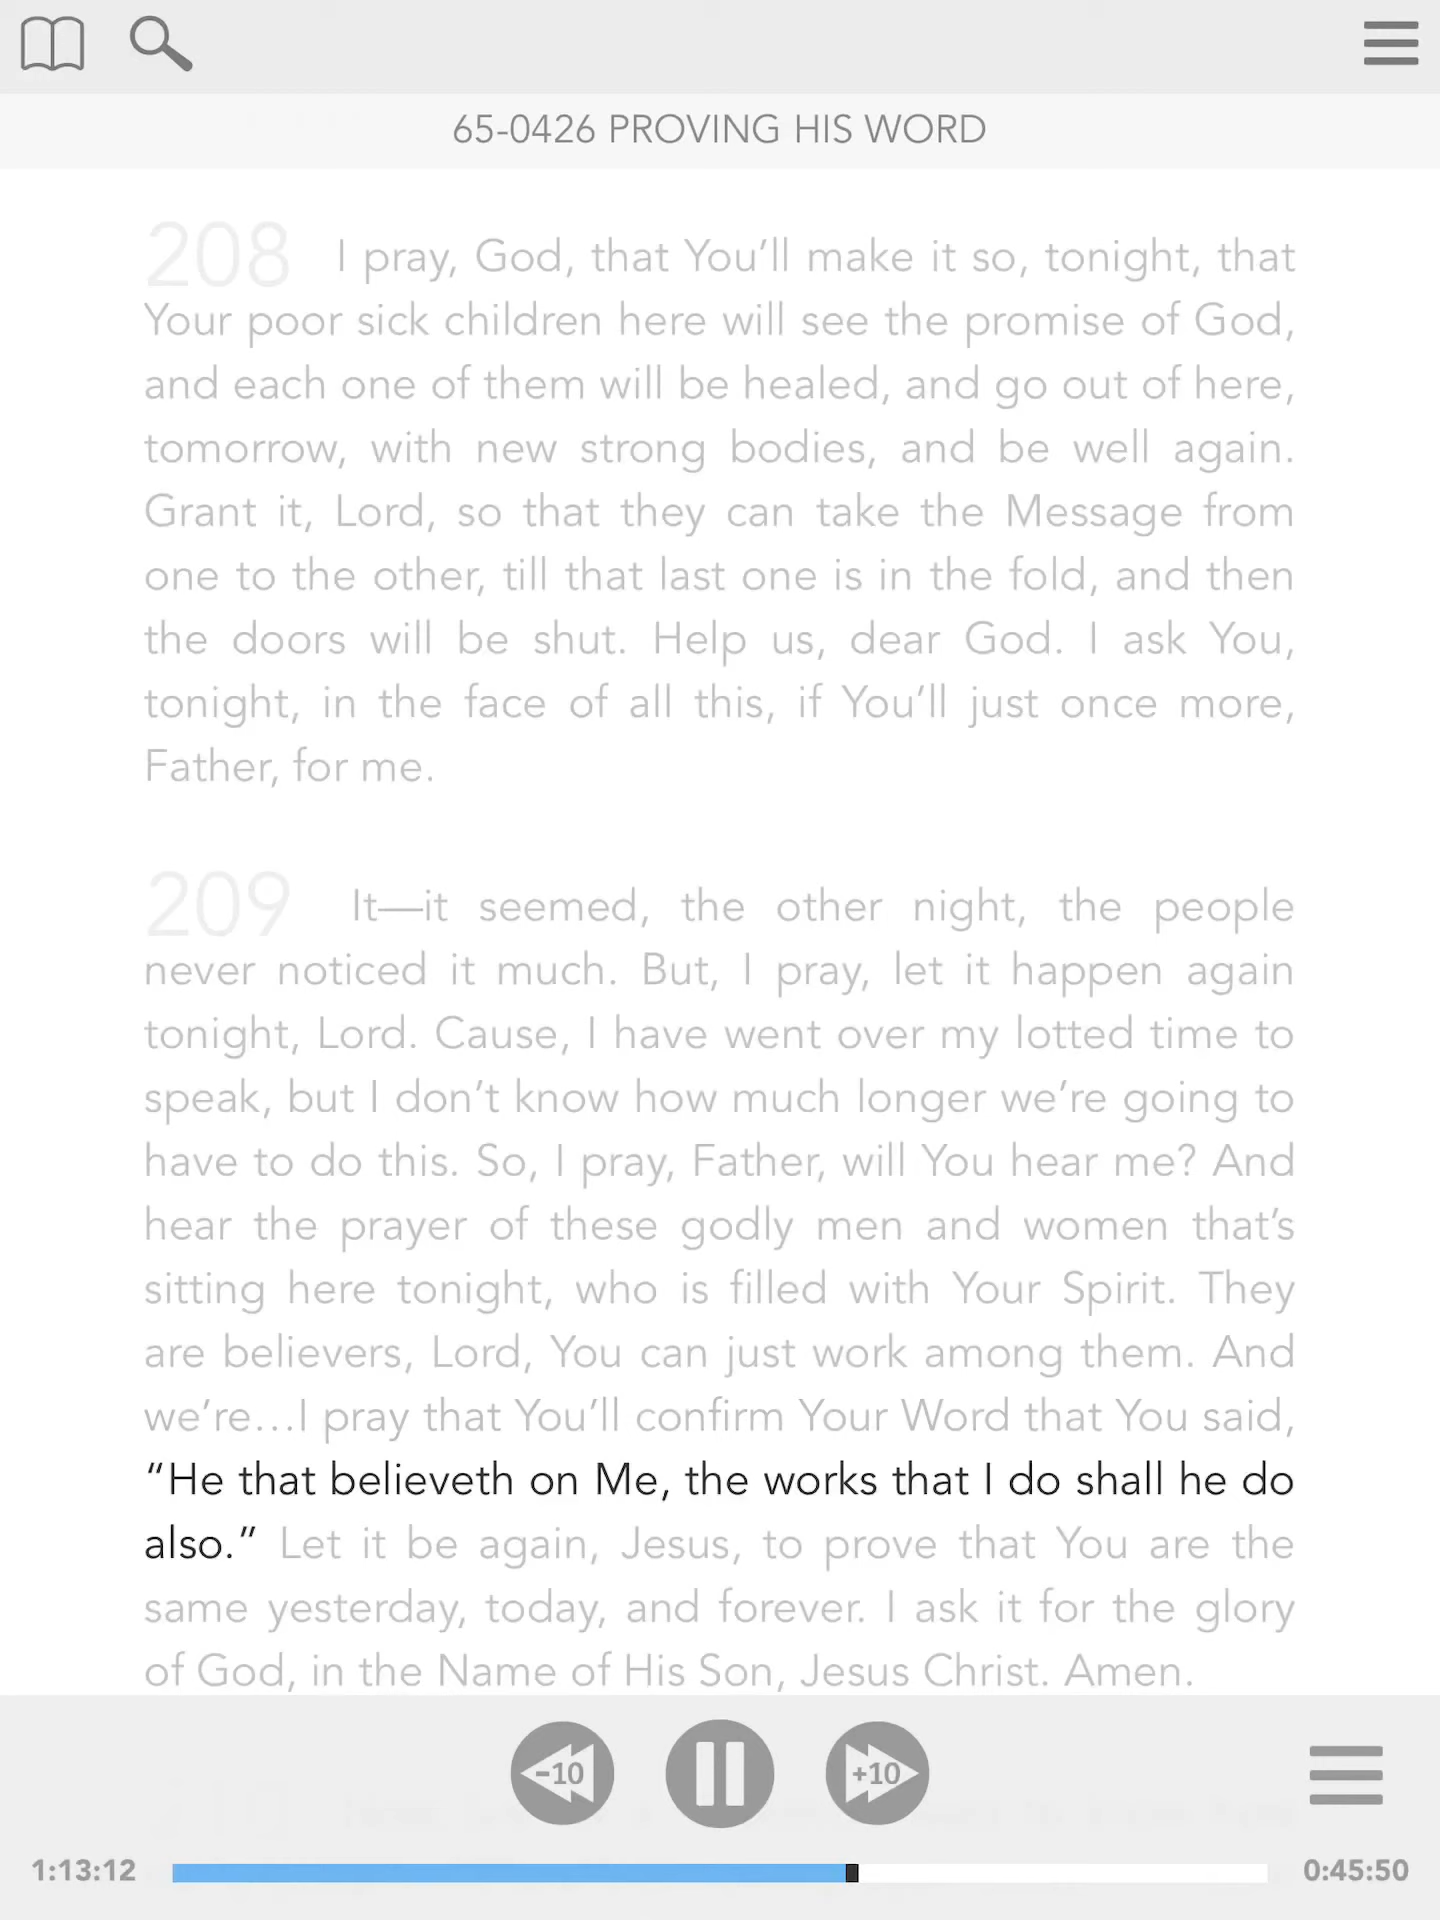 65-0426 PROVING HIS WORD
208 I pray, God, that You’ll make it so, tonight, that
Your poor sick children here will see the promise of God,
and each one of them will be healed, and go out of here,
tomorrow, with new strong bodies, and be well again.
Grant it, Lord, so that they can take the Message from
one to the other, till that last one is in the fold, and then
the doors will be shut. Help us, dear God. I ask You,
tonight, in the face of all this, if You’ll just once more,
Father, for me.
209 It—it seemed, the other night, the people
never noticed it much. But, I pray, let it happen again
tonight, Lord. Cause, I have went over my lotted time to
speak, but I don’t know how much longer we’re going to
have to do this. So, I pray, Father, will You hear me? And
hear the prayer of these godly men and women that’s
sitting here tonight, who is filled with Your Spirit. They
are believers, Lord, You can just work among them. And
we’re…I pray that You’ll confirm Your Word that You said,
“He that believeth on Me, the works that I do shall he do
also.” Let it be again, Jesus, to prove that You are the
same yesterday, today, and forever. I ask it for the glory
of God, in the Name of His Son, Jesus Christ. Amen.
-10 +10
1:13:12 0:45:50